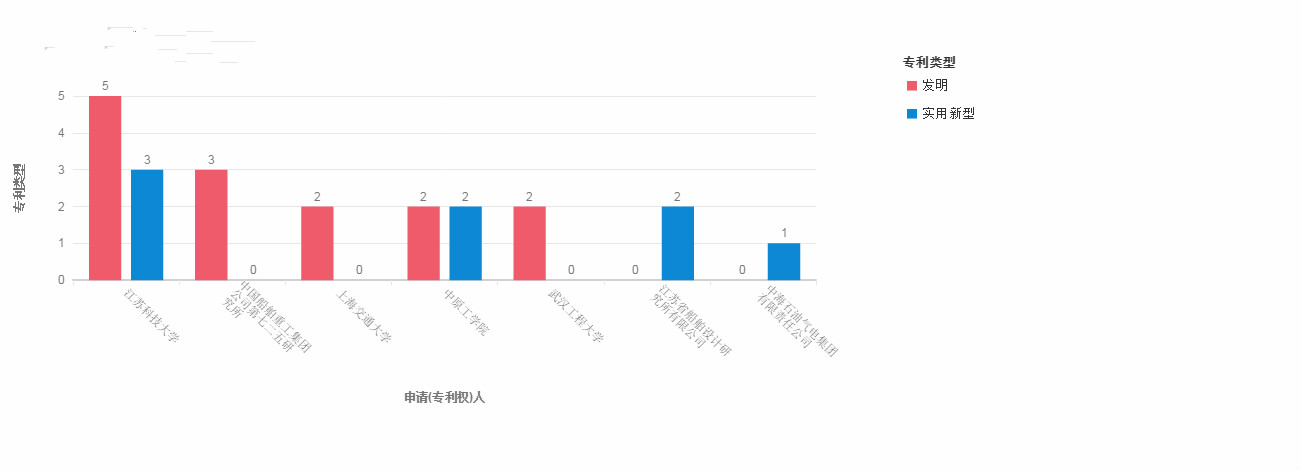 专利类型
发明
实用新型
5
3
3
0
2
0
2
2
2
0
0
2
0
1
5
4
3
2
1
0
专利类型
江苏科技大学
中国船舶重工集团
公司第七二五研
究所
上海交通大学
中原工学院
武汉工程大学
江苏省船舶设计研
究所有限公司
中海石油气电集团
有限责任公司
申请(专利权)人